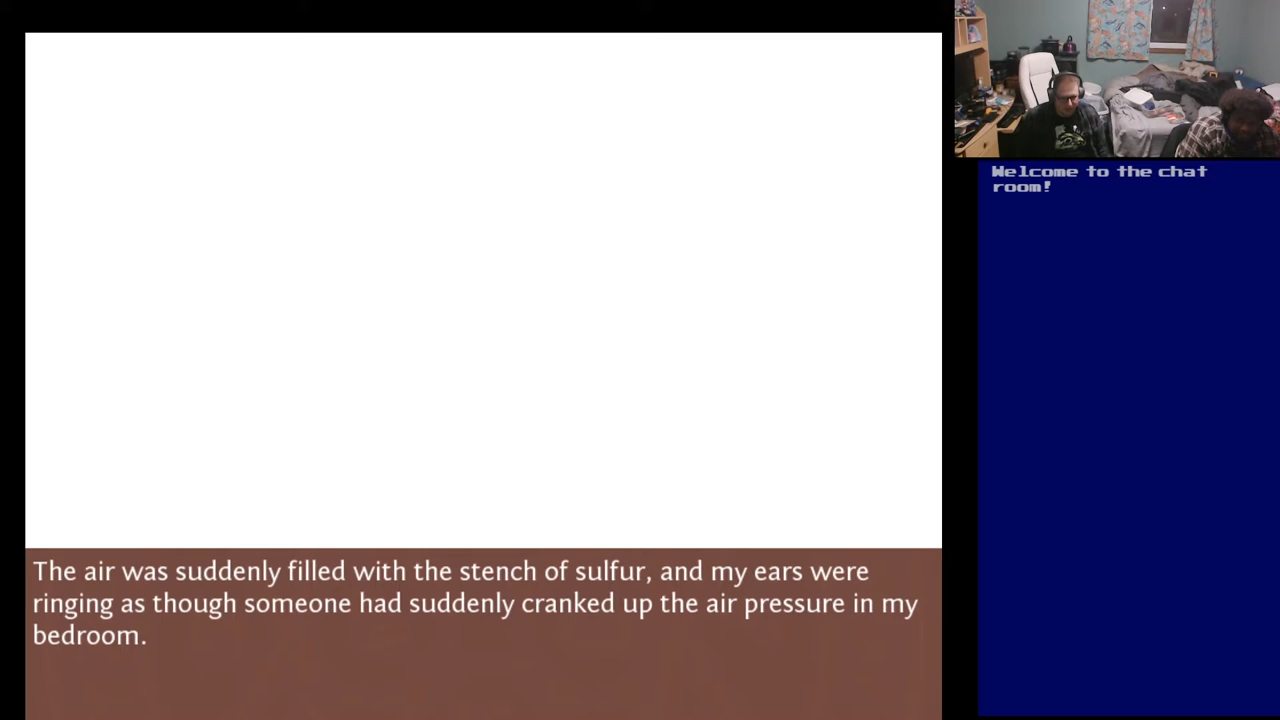 Welcome to the chat
room!
The air was suddenly filled with the stench of sulfur, and my ears were
ringing as though someone had suddenly cranked up the air pressure in my
bedroom.